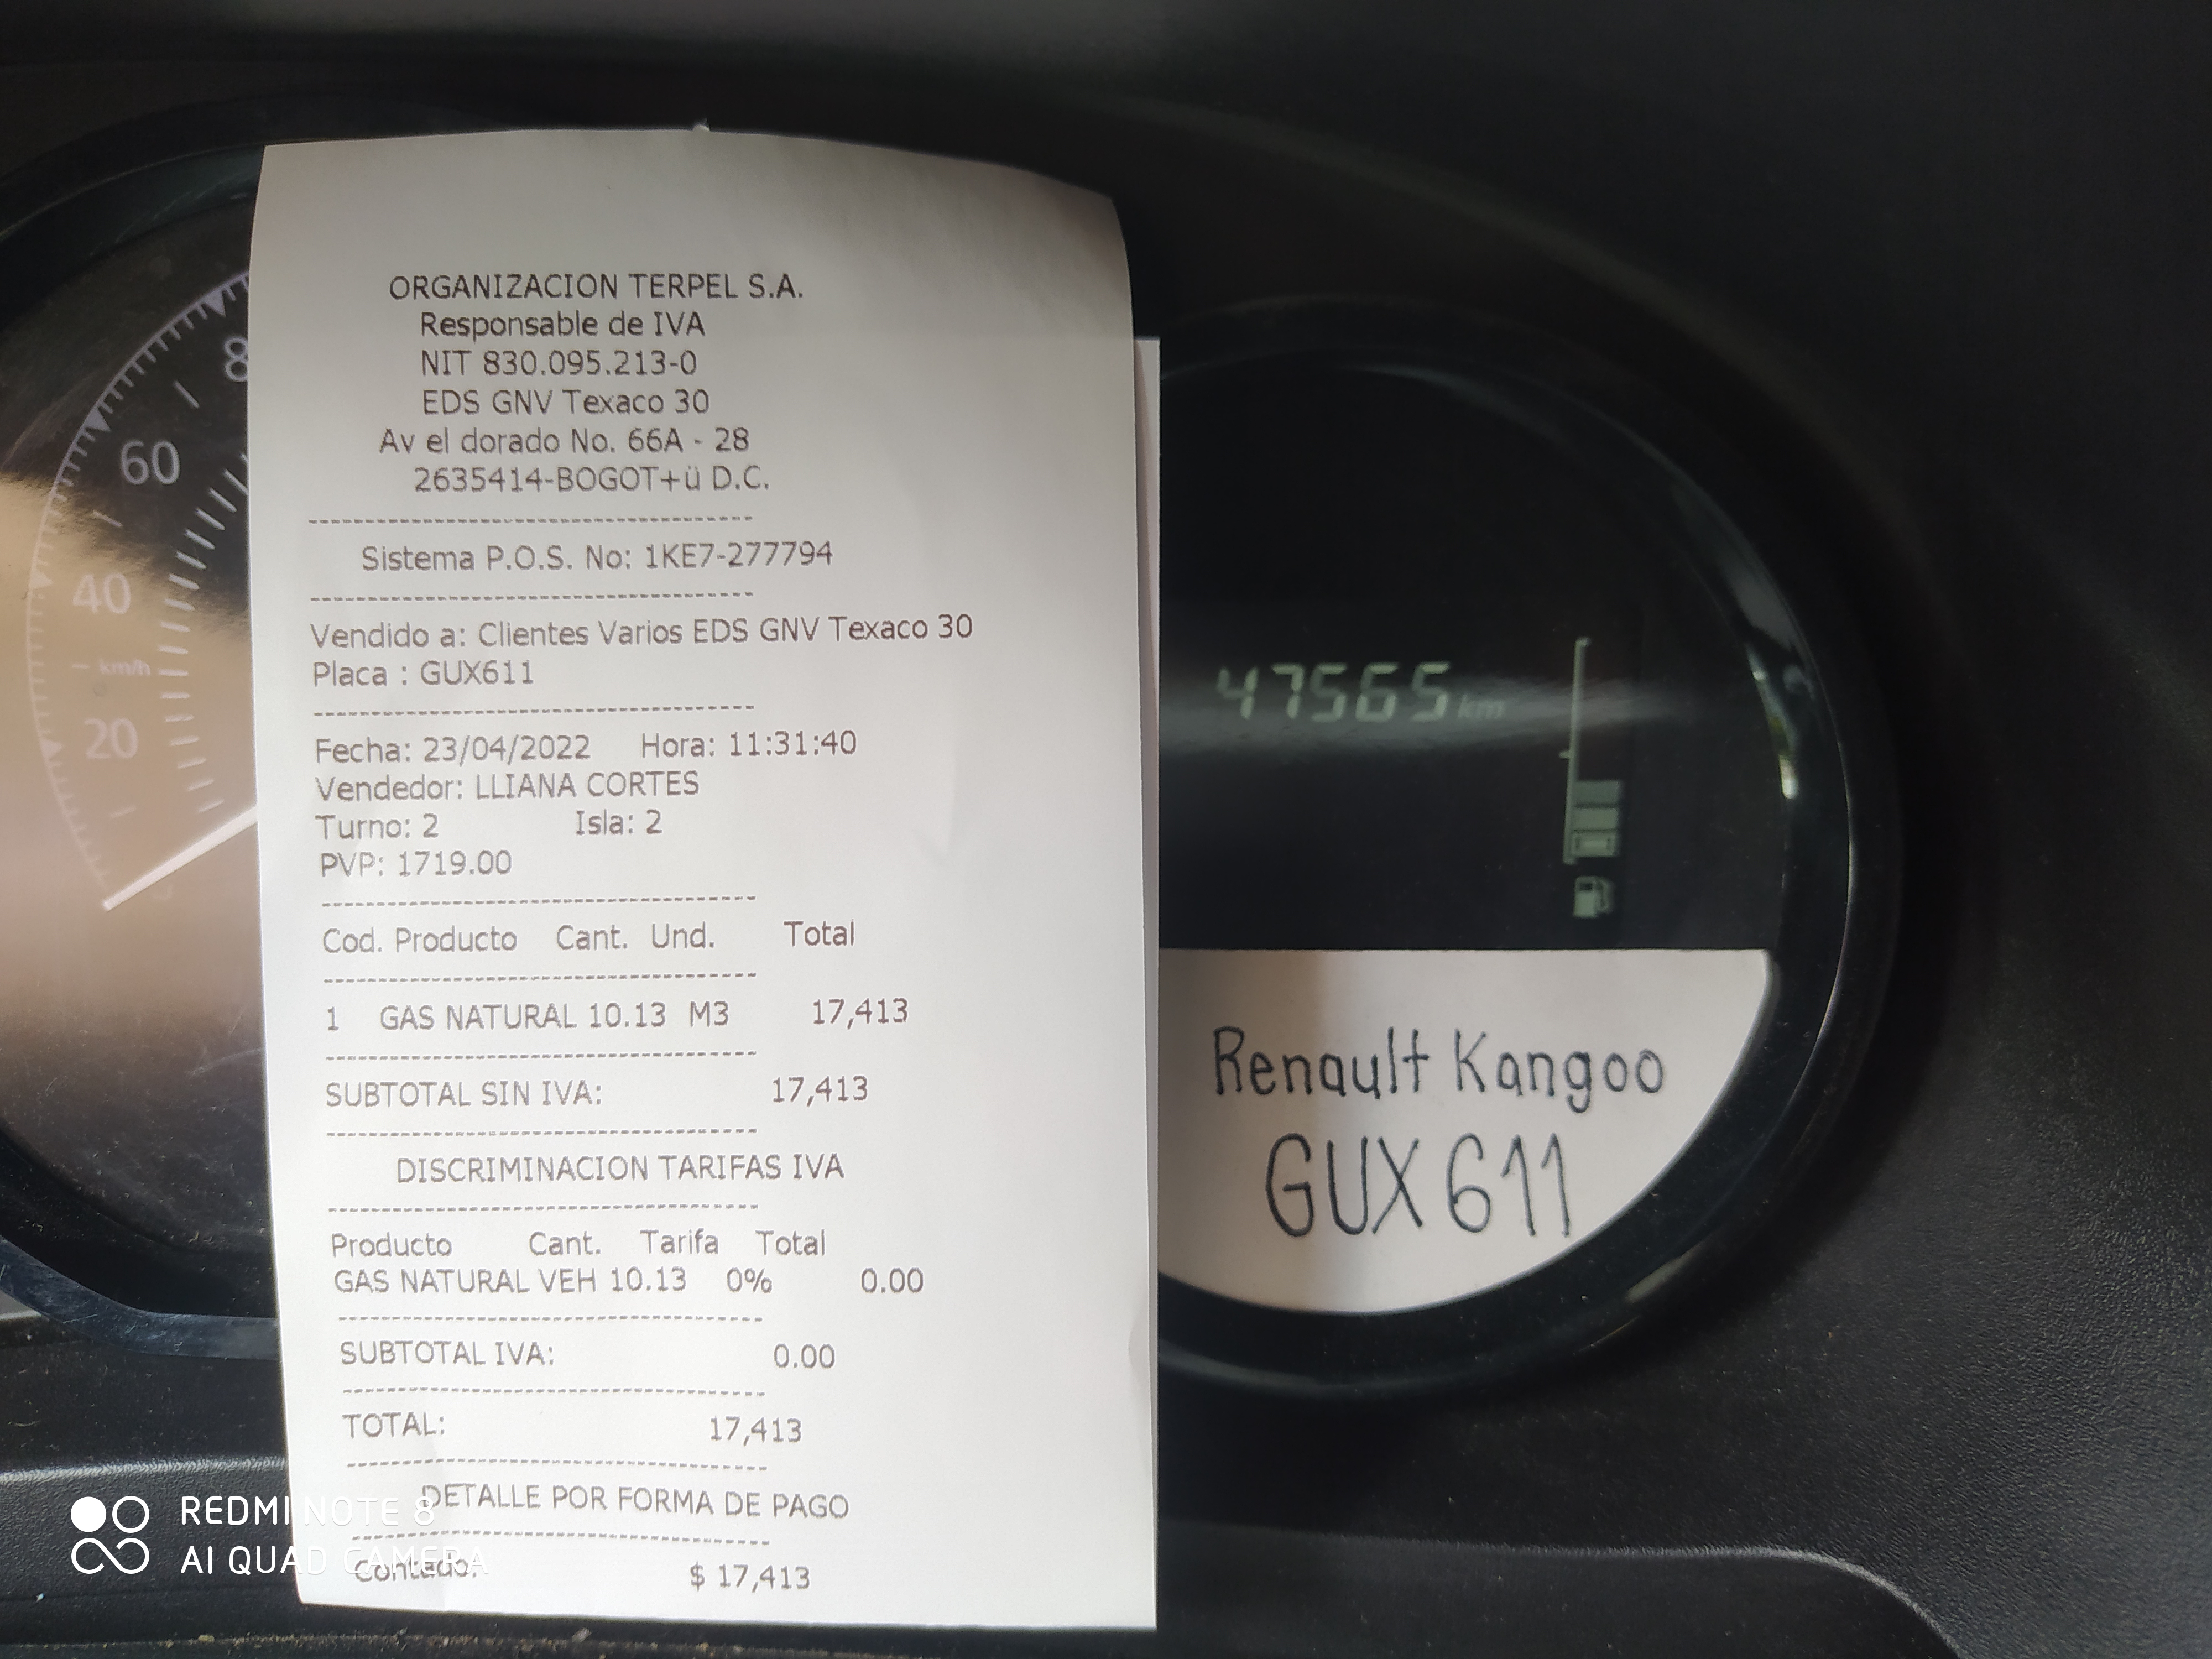 ORGANIZACION TERPEL S.A.
Responsable de IVA
NIT 830.095.213-0
EDS GNV Texaco 30
Av el dorado No. 66A - 28
2635414-BOGOT+ü D.C.
Sistema P.O.S. No: 1KE7-277794
Vendido a: Clientes Varios EDS GNV Texaco 30
Placa : GUX611
Fecha: 23/04/2022 Hora: 11:31:40
Vendedor: LLIANA CORTES
Turno: 2 Isla: 2
PVP: 1719.00
Cod. Producto Cant. Und. Total
1 GAS NATURAL 10.13 M3 17,413
SUBTOTAL SIN IVA: 17,413
DISCRIMINACION TARIFAS IVA
Producto Cant. Tarifa Total
GAS NATURAL VEH 10.13 0% 0.00
SUBTOTAL IVA: 0.00
TOTAL: 17,413
DETALLE POR FORMA DE PAGO
Contado: $ 17,413
8
60
40
km/h
20
47565 km
Renault Kangoo
GUX611
REDMI NOTE 8
AI QUAD CAMERA